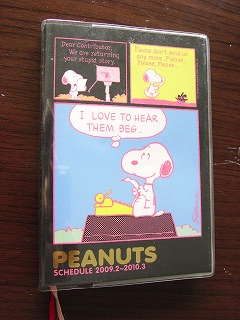 Dear Contributor,
We are returning
your stupid story.
Please don't send us
any more. Please,
Please, Please...
I LOVE TO HEAR
THEM BEG..
PEANUTS
SCHEDULE 2009.2~2010.3